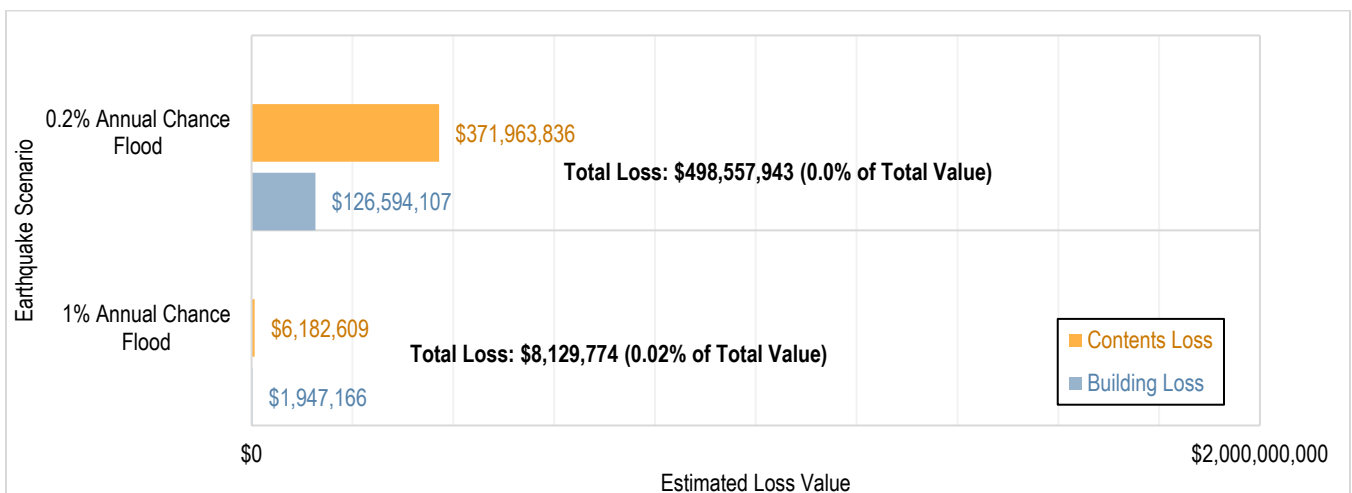 Earthquake Scenario
0.2% Annual Chance
Flood
$371,963,836
Total Loss: $498,557,943 (0.0% of Total Value)
$126,594,107
1% Annual Chance
Flood
$6,182,609
Total Loss: $8,129,774 (0.02% of Total Value)
$1,947,166
Contents Loss
Building Loss
$0
$2,000,000,000
Estimated Loss Value